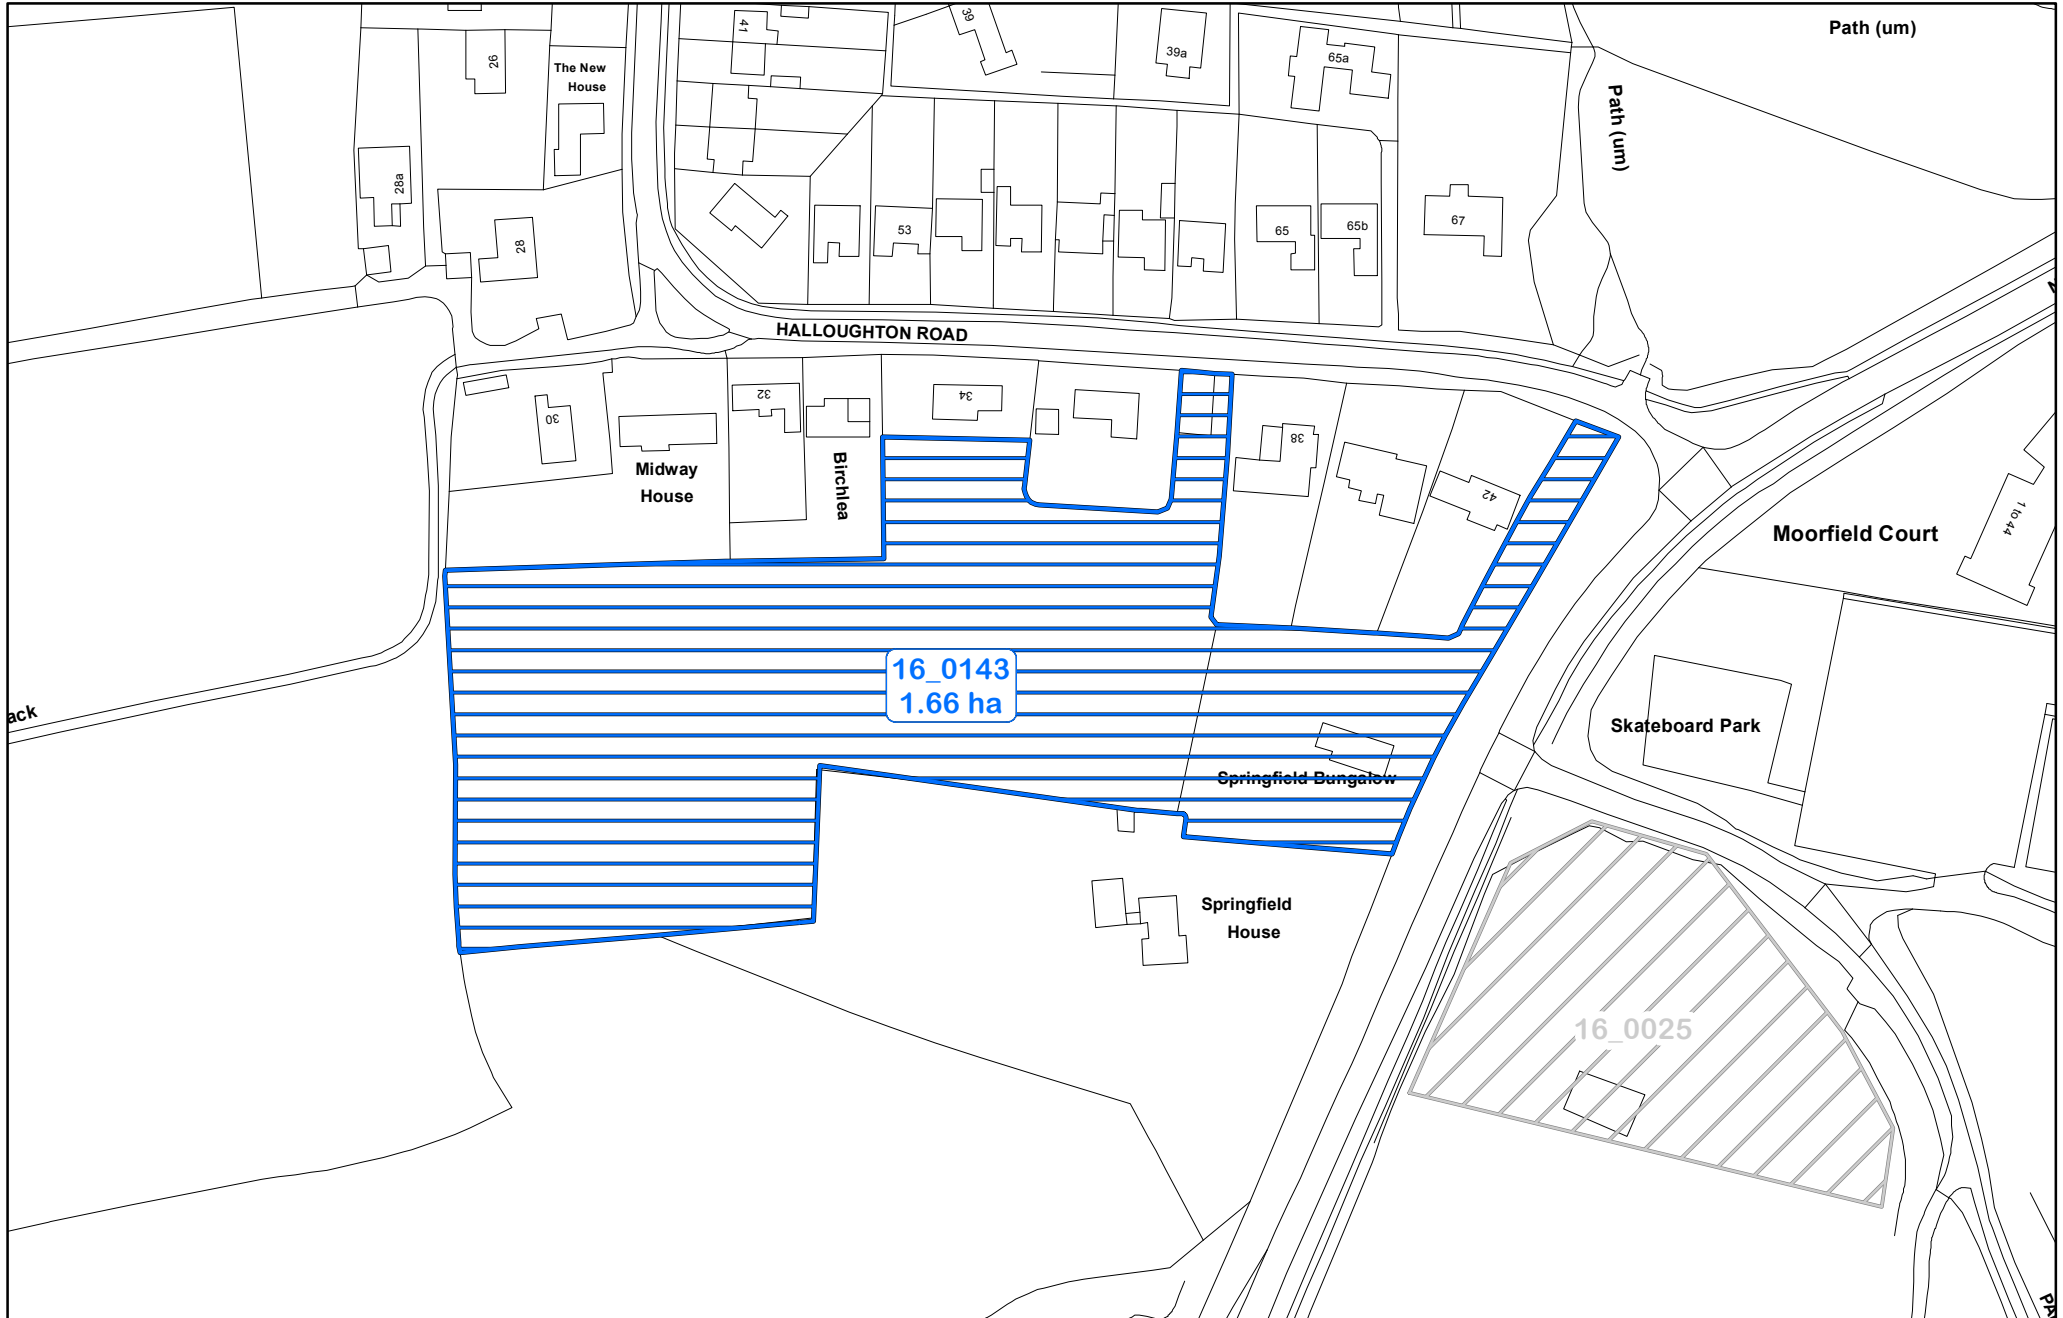 Path (um)
39
41
39a
26
65a
The New
House
Path (um)
28a
53
65
65b
67
28
HALLOUGHTON ROAD
32
34
30
38
Birchlea
Midway
House
42
1 to 44
Moorfield Court
16_0143
1.66 ha
ack
Skateboard Park
Springfield Bungalow
Springfield
House
16_0025
PA